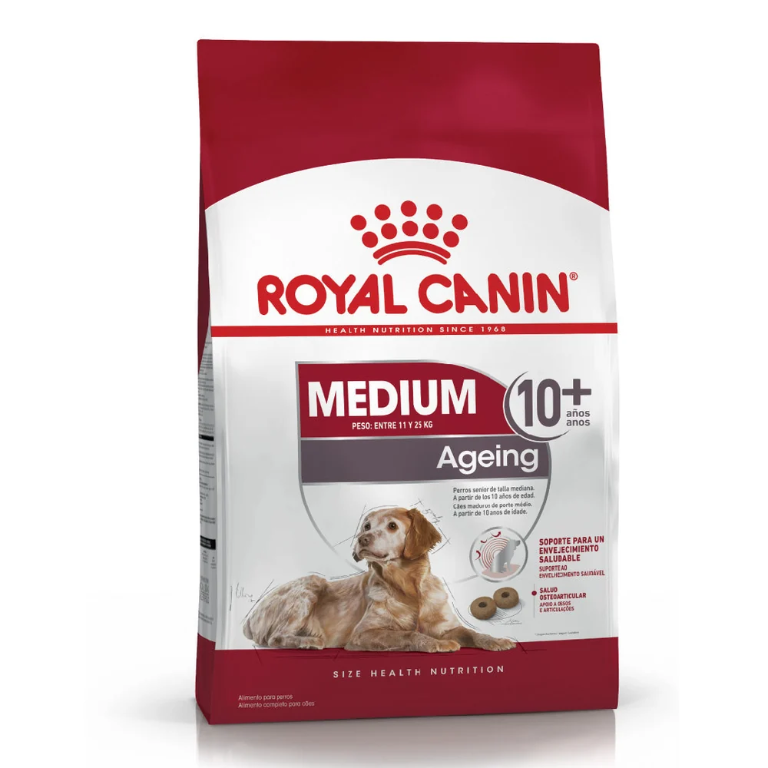 ROYAL CANIN®
HEALTH NUTRITION SINCE 1968
MEDIUM
PESO: ENTRE 11 Y 25 KG
10+
años
anos
Ageing
Perros senior de talla mediana.
A partir de los 10 años de edad.
Cães maduros de porte médio.
A partir de 10 anos de idade.
SOPORTE PARA UN
ENVEJECIMIENTO
SALUDABLE
SUPORTE AO
ENVELHECIMENTO SAUDÁVEL
SALUD
OSTEOARTICULAR
APOIO A OSSOS
E ARTICULAÇÕES
SIZE HEALTH NUTRITION
Alimento para perros
Alimento completo para cães